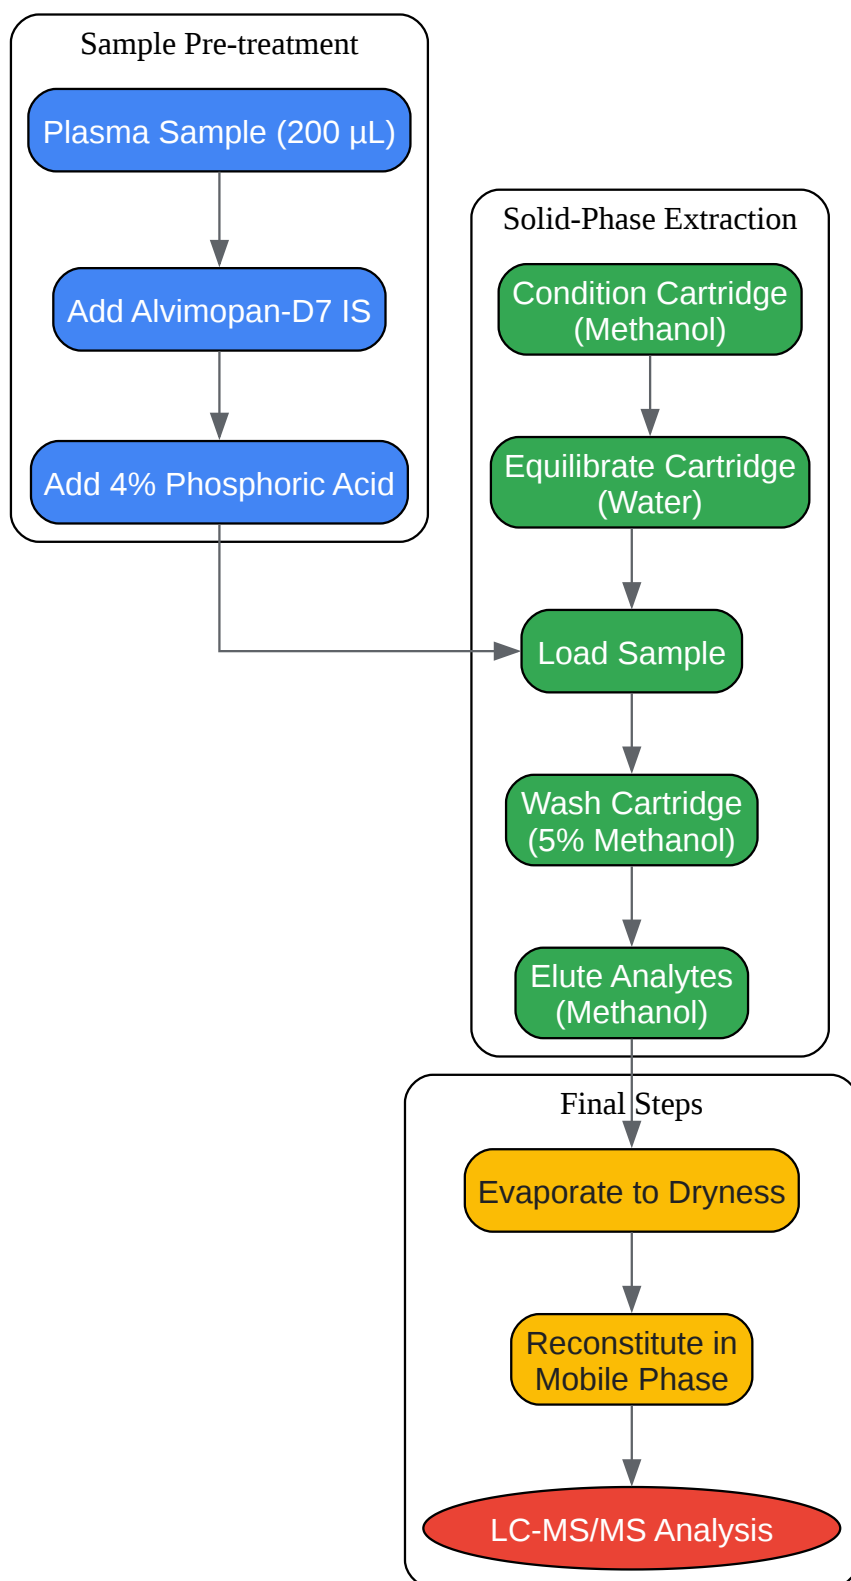 Sample Pre-treatment
Plasma Sample (200 µL)
Add Alvimopan-D7 IS
Add 4% Phosphoric Acid
Solid-Phase Extraction
Condition Cartridge
(Methanol)
Equilibrate Cartridge
(Water)
Load Sample
Wash Cartridge
(5% Methanol)
Elute Analytes
(Methanol)
Final Steps
Evaporate to Dryness
Reconstitute in
Mobile Phase
LC-MS/MS Analysis